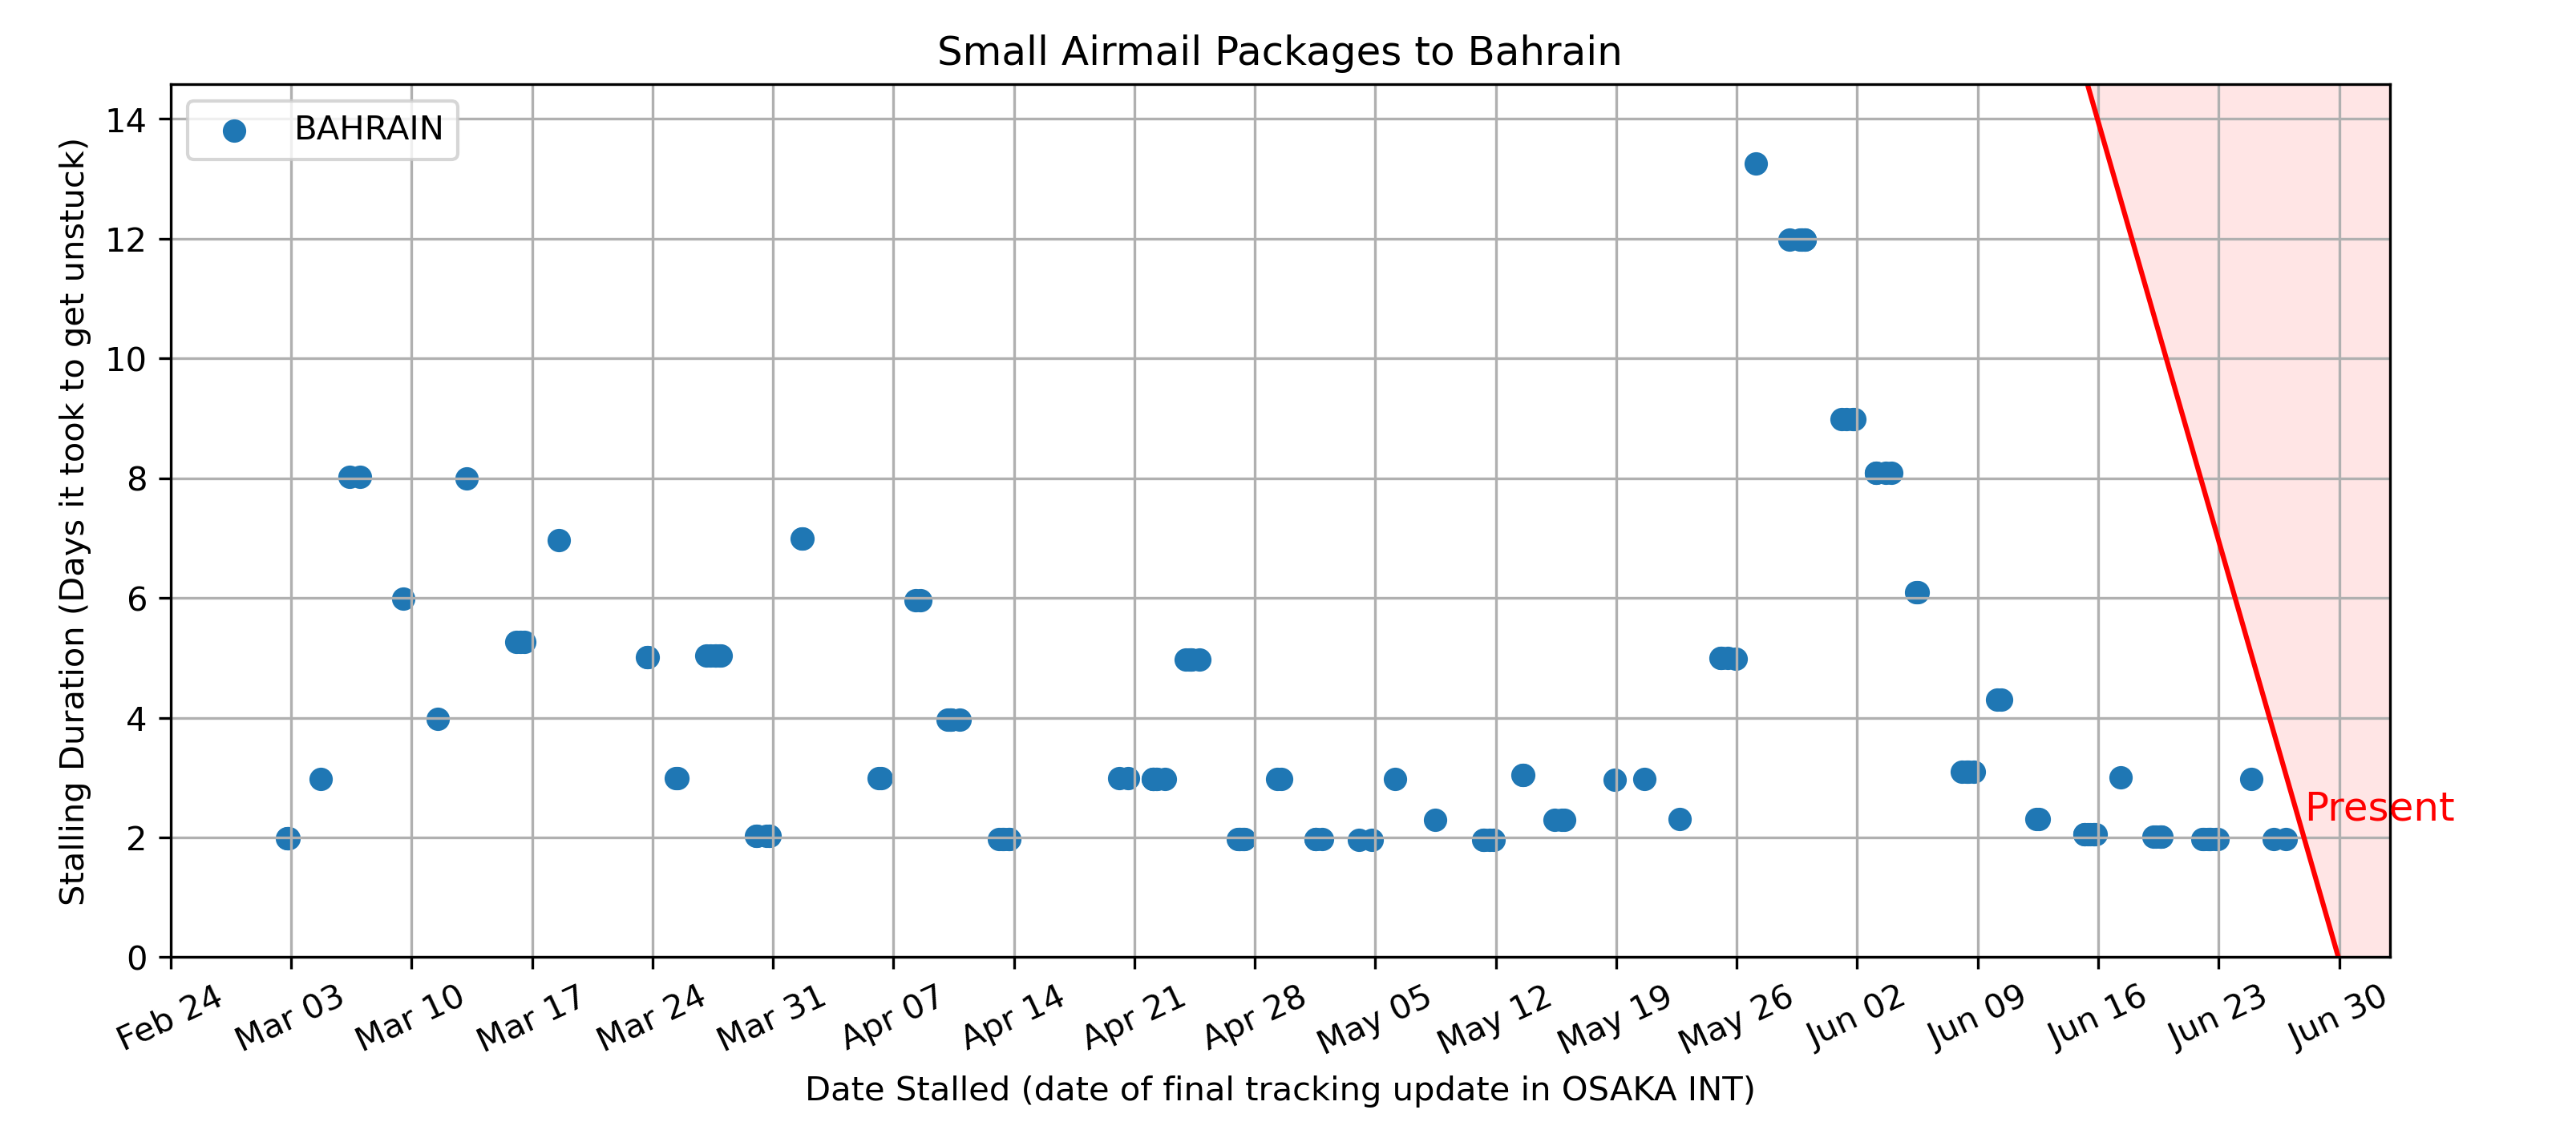 Small Airmail Packages to Bahrain
BAHRAIN
Stalling Duration (Days it took to get unstuck)
14
12
10
8
6
4
2
0
Present
Feb 24
Mar 03
Mar 10
Mar 17
Mar 24
Mar 31
Apr 07
Apr 14
Apr 21
Apr 28
May 05
May 12
May 19
May 26
Jun 02
Jun 09
Jun 16
Jun 23
Jun 30
Date Stalled (date of final tracking update in OSAKA INT)